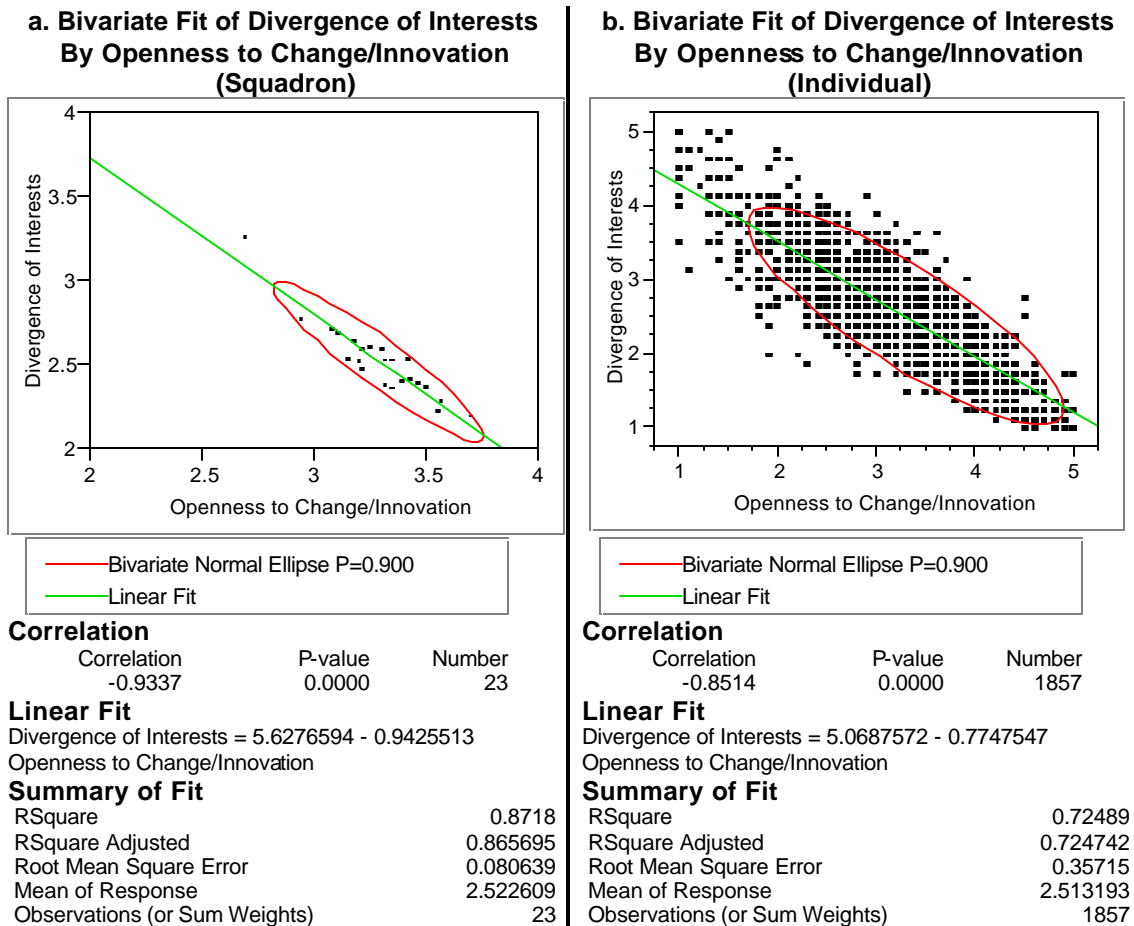 a. Bivariate Fit of Divergence of Interests
By Openness to Change/Innovation
(Squadron)
4
3.5
3
2.5
2
Divergence of Interests
2 2.5 3 3.5 4
Openness to Change/Innovation
Bivariate Normal Ellipse P=0.900
Linear Fit
Correlation
Correlation P-value Number
-0.9337 0.0000 23
Linear Fit
Divergence of Interests = 5.6276594 - 0.9425513
Openness to Change/Innovation
Summary of Fit
RSquare 0.8718
RSquare Adjusted 0.865695
Root Mean Square Error 0.080639
Mean of Response 2.522609
Observations (or Sum Weights) 23
b. Bivariate Fit of Divergence of Interests
By Openness to Change/Innovation
(Individual)
5
4
3
2
1
Divergence of Interests
1 2 3 4 5
Openness to Change/Innovation
Bivariate Normal Ellipse P=0.900
Linear Fit
Correlation
Correlation P-value Number
-0.8514 0.0000 1857
Linear Fit
Divergence of Interests = 5.0687572 - 0.7747547
Openness to Change/Innovation
Summary of Fit
RSquare 0.72489
RSquare Adjusted 0.724742
Root Mean Square Error 0.35715
Mean of Response 2.513193
Observations (or Sum Weights) 1857